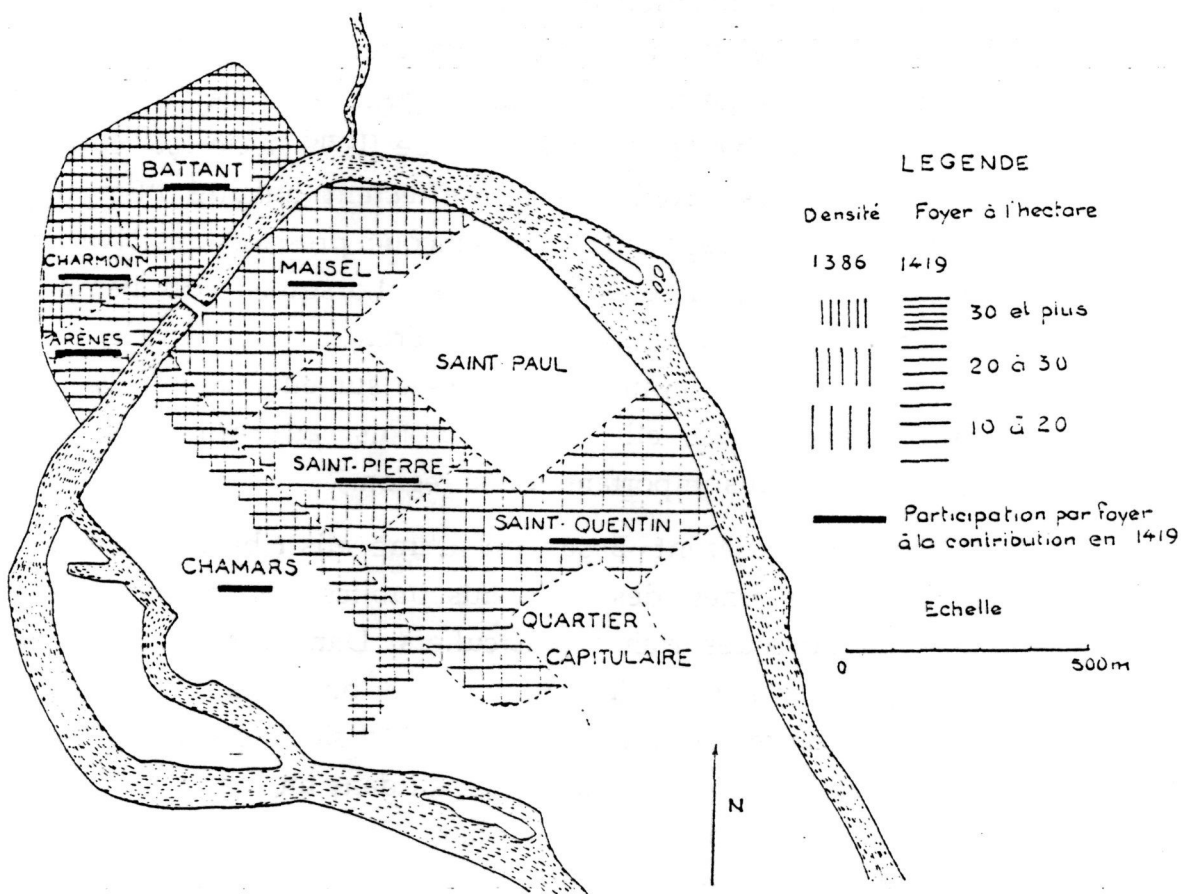 BATTANT
CHARMONT
MAISEL
ARÈNES
SAINT-PAUL
SAINT-PIERRE
SAINT-QUENTIN
CHAMARS
QUARTIER
CAPITULAIRE
N
LEGENDE
Densité Foyer à l'hectare
1386 1419
30 et plus
20 à 30
10 à 20
Participation par foyer
à la contribution en 1419
Echelle
0 500m